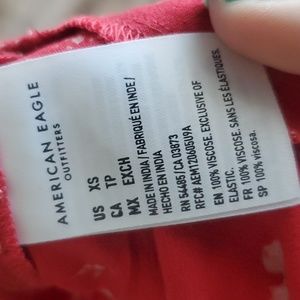 AMERICAN EAGLE
OUTFITTERS
US XS
CA TP
MX EXCH
MADE IN INDIA / FABRIQUÉ EN INDE /
HECHO EN INDIA
RN 54485 / CA 03873
RFC# AEM120605U9A
EN 100% VISCOSE. EXCLUSIVE OF
ELASTIC.
FR 100% VISCOSE. SANS LES ÉLASTIQUES.
SP 100% VISCOSE.